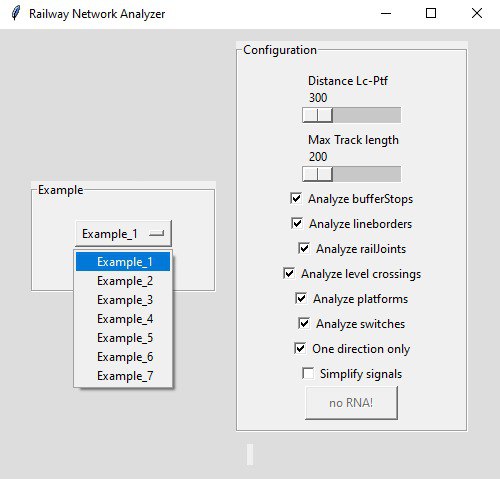 Railway Network Analyzer
Example
Example_1
Example_1
Example_2
Example_3
Example_4
Example_5
Example_6
Example_7
Configuration
Distance Lc-Ptf
300
Max Track length
200
Analyze bufferStops
Analyze lineborders
Analyze railJoints
Analyze level crossings
Analyze platforms
Analyze switches
One direction only
Simplify signals
no RNA!